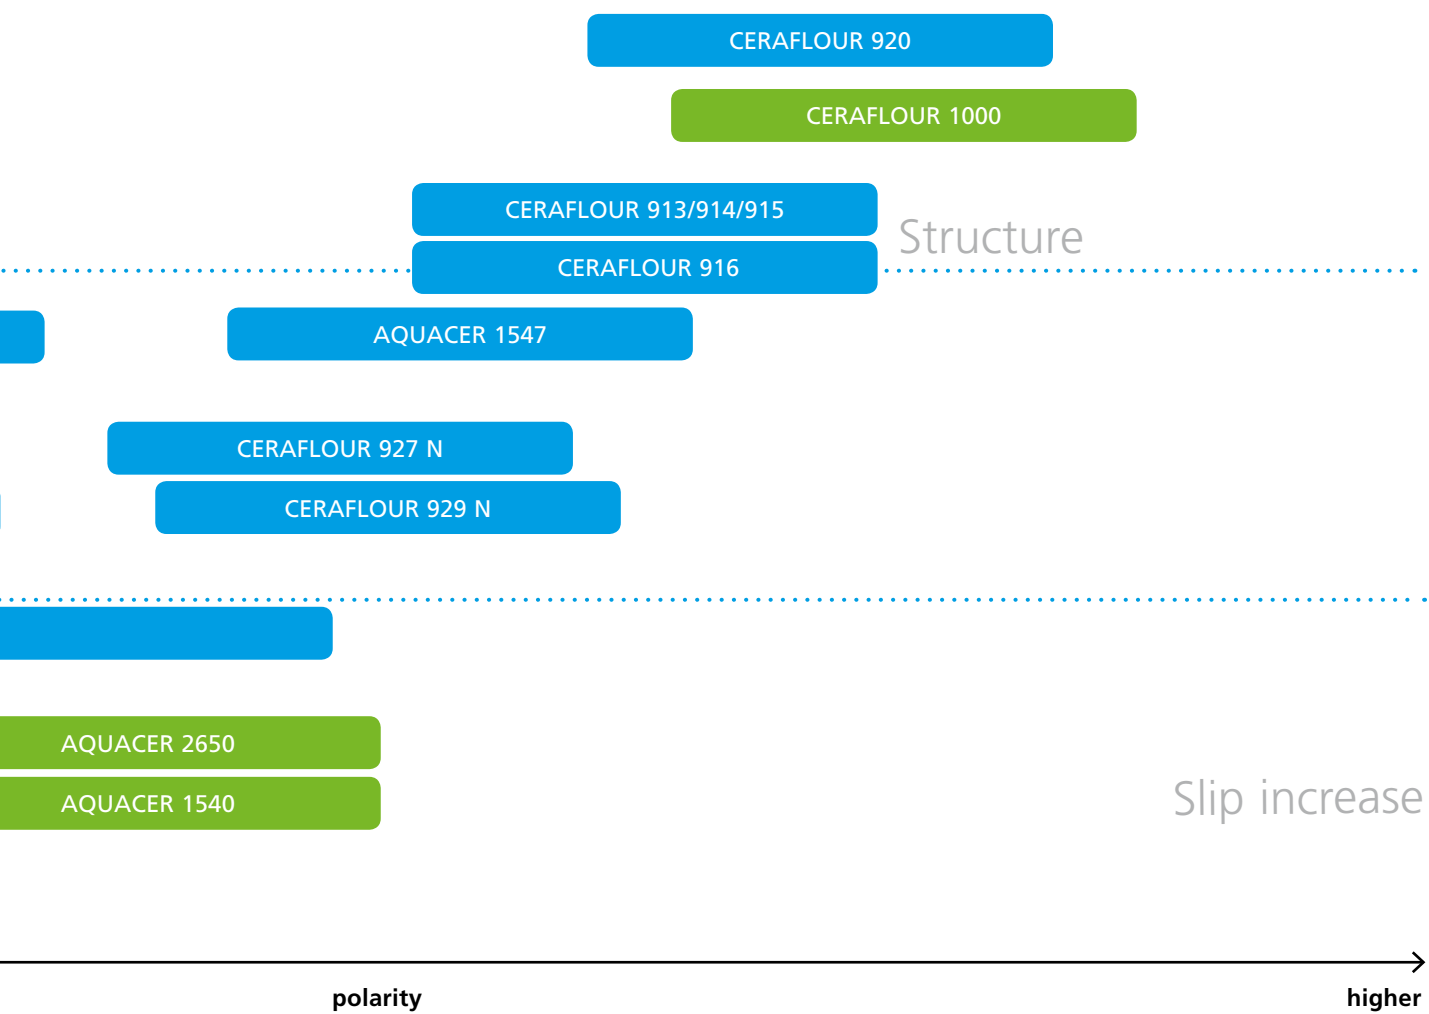 CERAFLOUR 920
CERAFLOUR 1000
CERAFLOUR 913/914/915
Structure
CERAFLOUR 916
AQUACER 1547
CERAFLOUR 927 N
CERAFLOUR 929 N
AQUACER 2650
AQUACER 1540
Slip increase
polarity
higher